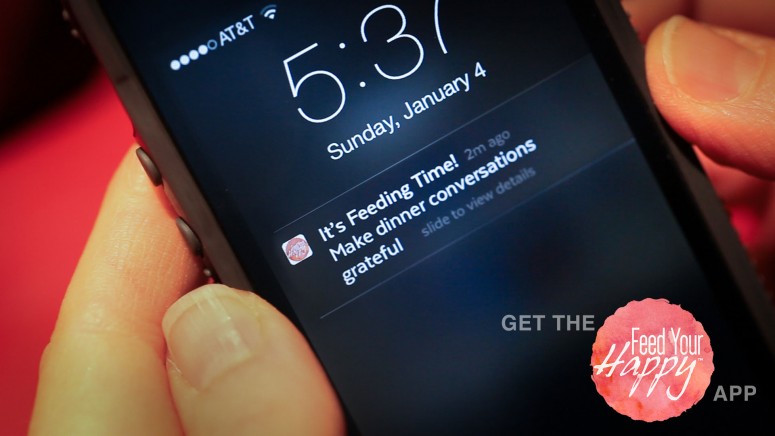 AT&T
5:37
Sunday, January 4
It's Feeding Time! 2m ago
Make dinner conversations
grateful
slide to view details
GET THE
Feed Your
Happy™
APP